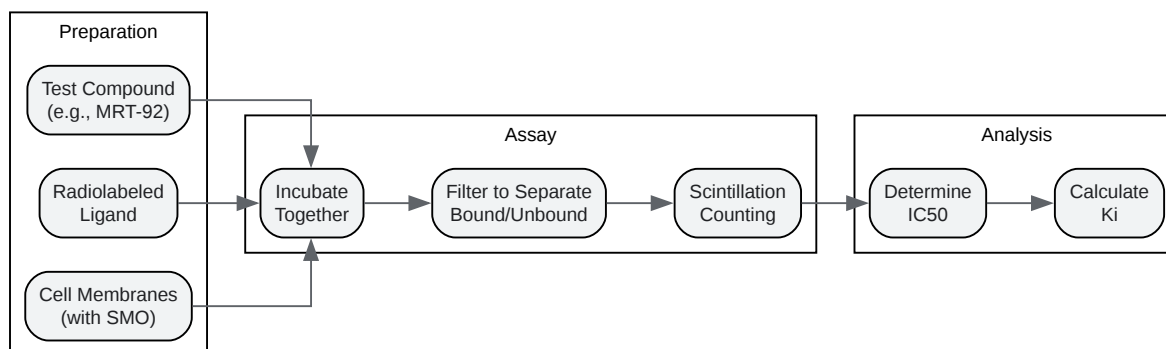 Preparation
Test Compound
(e.g., MRT-92)
Radiolabeled
Ligand
Cell Membranes
(with SMO)
Assay
Incubate
Together
Filter to Separate
Bound/Unbound
Scintillation
Counting
Analysis
Determine
IC50
Calculate
Ki